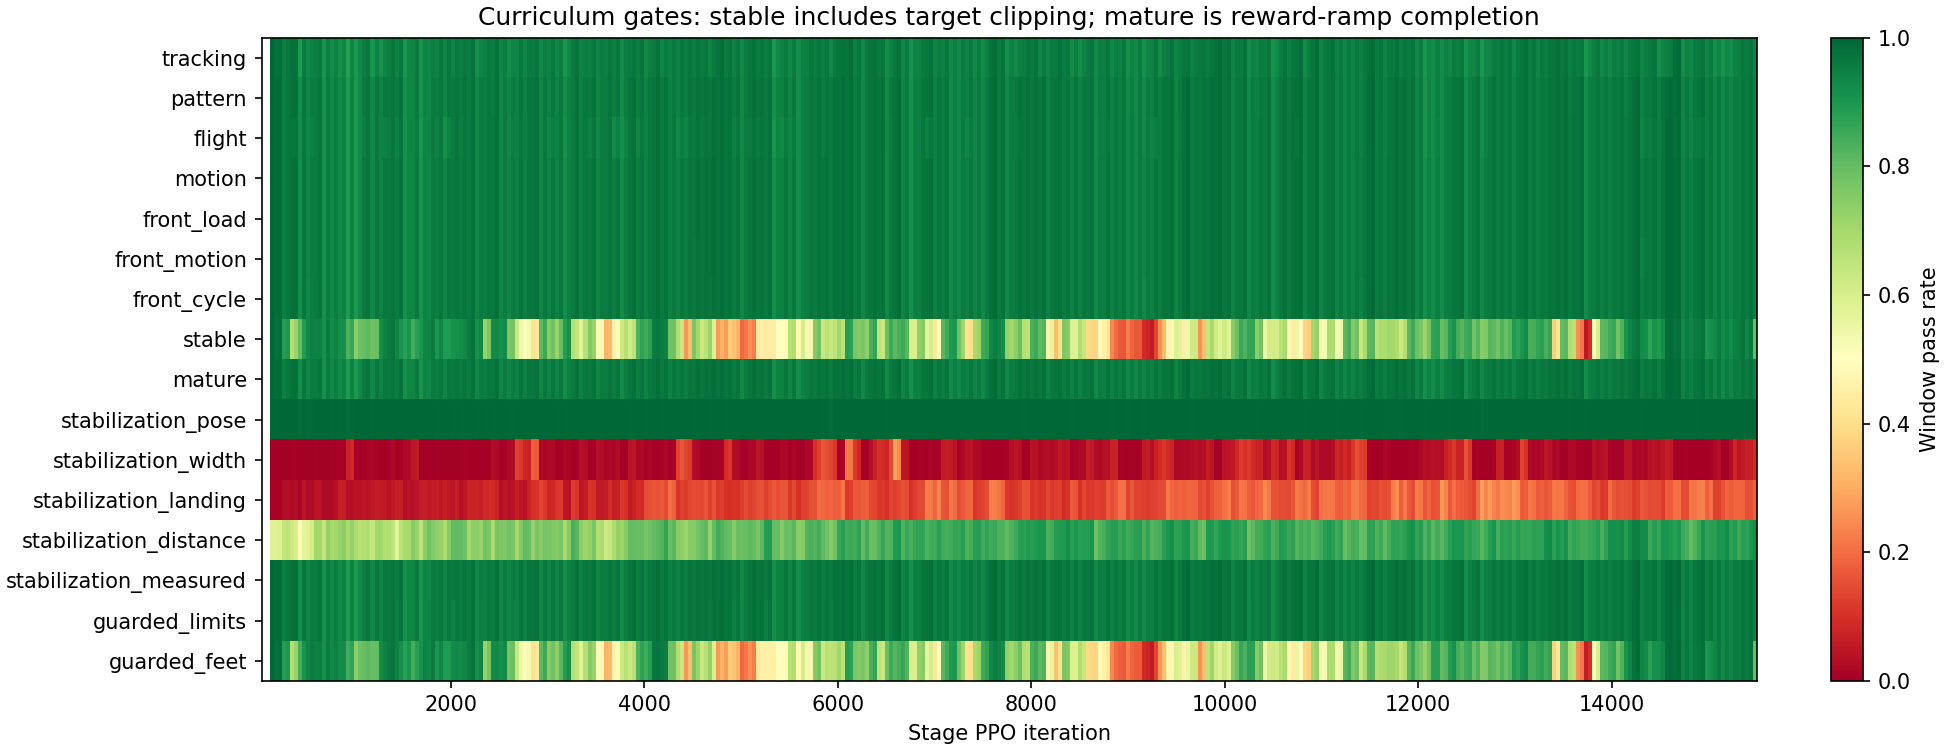 Curriculum gates: stable includes target clipping; mature is reward-ramp completion
tracking
pattern
flight
motion
front_load
front_motion
front_cycle
stable
mature
stabilization_pose
stabilization_width
stabilization_landing
stabilization_distance
stabilization_measured
guarded_limits
guarded_feet
2000
4000
6000
8000
10000
12000
14000
Stage PPO iteration
1.0
0.8
0.6
0.4
0.2
0.0
Window pass rate